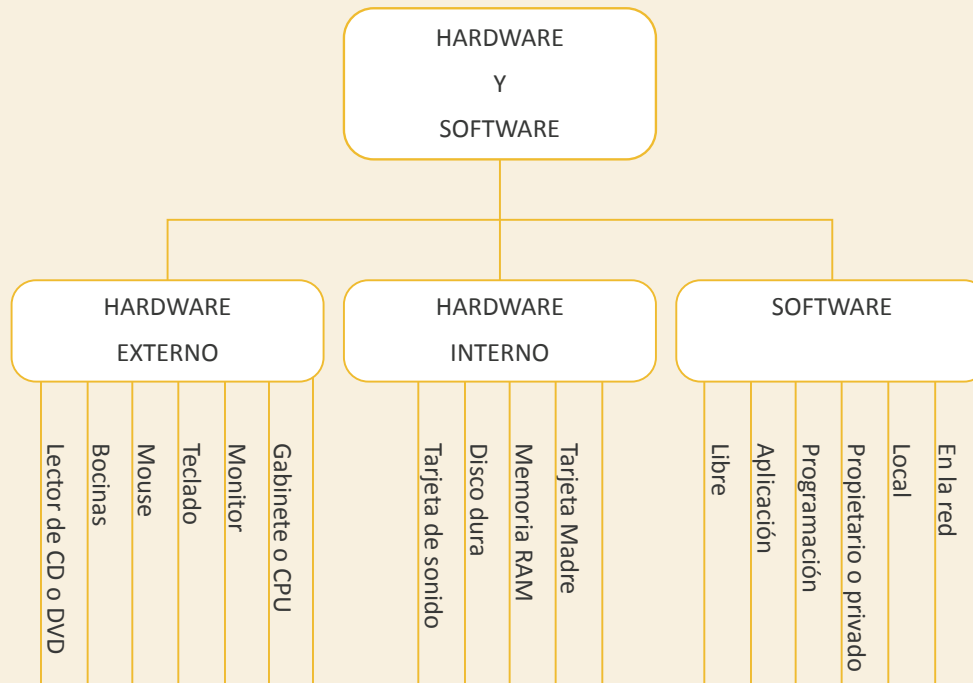 HARDWARE
Y
SOFTWARE
HARDWARE
EXTERNO
HARDWARE
INTERNO
SOFTWARE
Lector de CD o DVD
Bocinas
Mouse
Teclado
Monitor
Gabinete o CPU
Tarjeta de sonido
Disco dura
Memoria RAM
Tarjeta Madre
Libre
Aplicación
Programación
Propietario o privado
Local
En la red